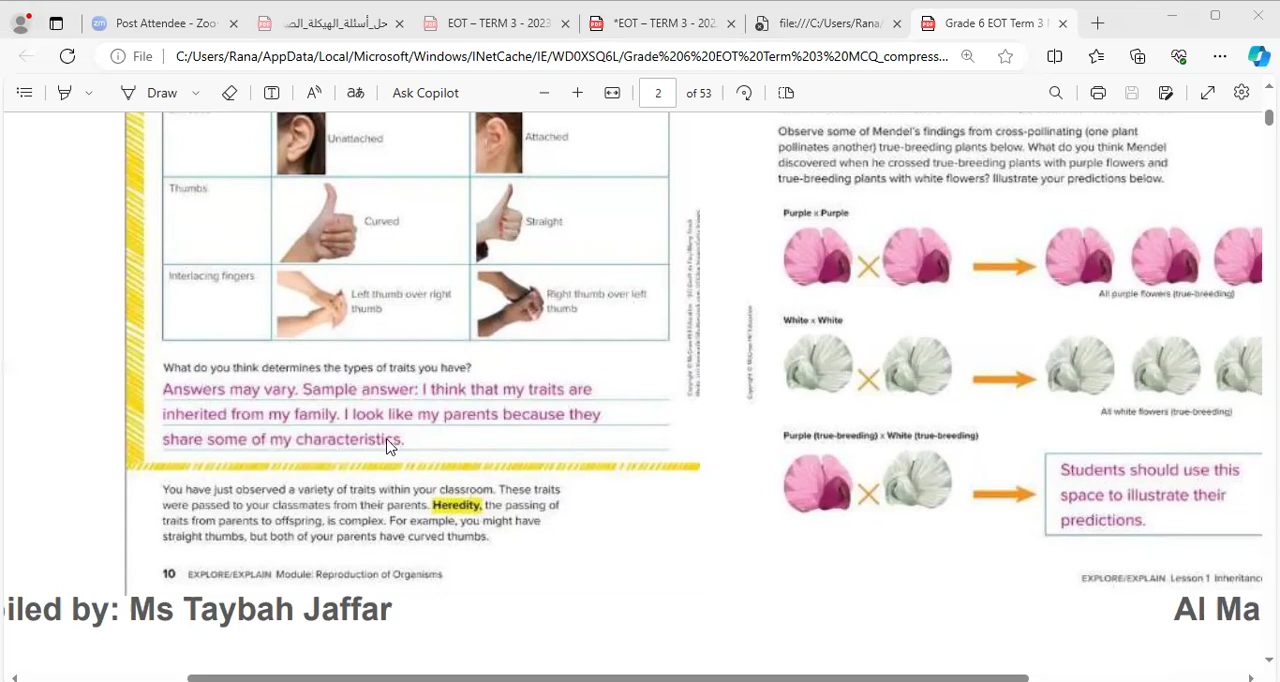 Post Attendee - Zoo
حل_أسئلة_الهيكلة_الصـ
EOT – TERM 3 - 2023
*EOT – TERM 3 - 202
file:///C:/Users/Rana/
Grade 6 EOT Term 3
File
C:/Users/Rana/AppData/Local/Microsoft/Windows/INetCache/IE/WD0XSQ6L/Grade%206%20EOT%20Term%203%20MCQ_compress...
Draw
Ask Copilot
2 of 53
Unattached
Attached
Thumbs
Curved
Straight
Interlacing fingers
Left thumb over right
thumb
Right thumb over left
thumb
What do you think determines the types of traits you have?
Answers may vary. Sample answer: I think that my traits are
inherited from my family. I look like my parents because they
share some of my characteristics.
You have just observed a variety of traits within your classroom. These traits
were passed to your classmates from their parents. Heredity, the passing of
traits from parents to offspring, is complex. For example, you might have
straight thumbs, but both of your parents have curved thumbs.
10 EXPLORE/EXPLAIN Module: Reproduction of Organisms
Observe some of Mendel's findings from cross-pollinating (one plant
pollinates another) true-breeding plants below. What do you think Mendel
discovered when he crossed true-breeding plants with purple flowers and
true-breeding plants with white flowers? Illustrate your predictions below.
Purple x Purple
All purple flowers (true-breeding)
White x White
All white flowers (true-breeding)
Purple (true-breeding) x White (true-breeding)
Students should use this
space to illustrate their
predictions.
EXPLORE/EXPLAIN Lesson 1 Inheritanc
iled by: Ms Taybah Jaffar
Al Ma